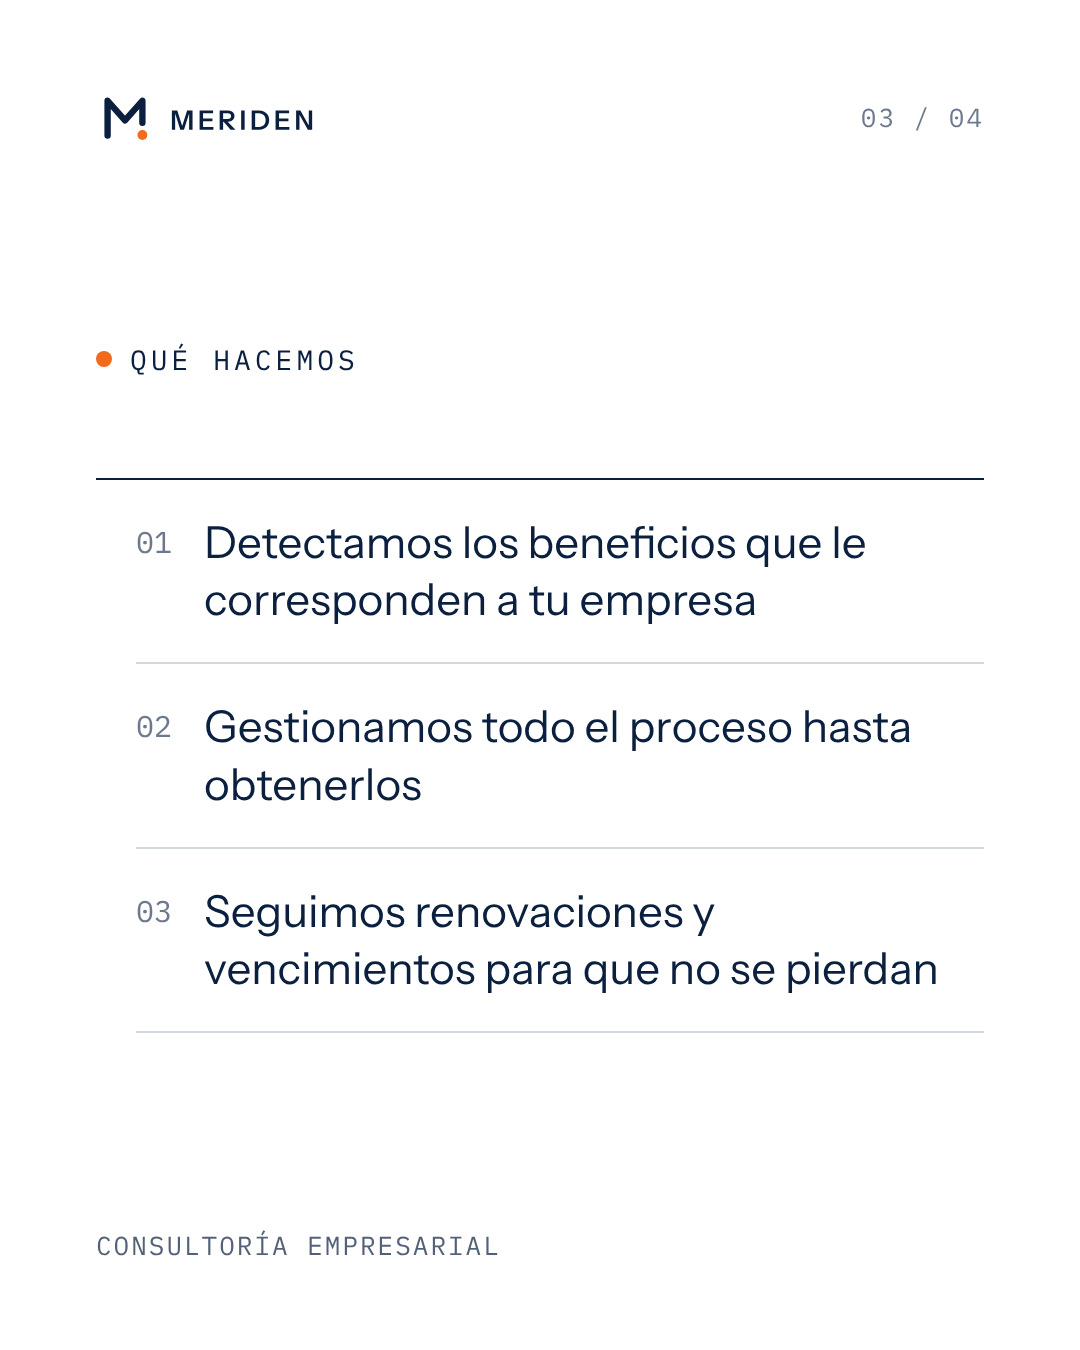 MERIDEN
03 / 04
QUÉ HACEMOS
01 Detectamos los beneficios que le
corresponden a tu empresa
02 Gestionamos todo el proceso hasta
obtenerlos
03 Seguimos renovaciones y
vencimientos para que no se pierdan
CONSULTORÍA EMPRESARIAL